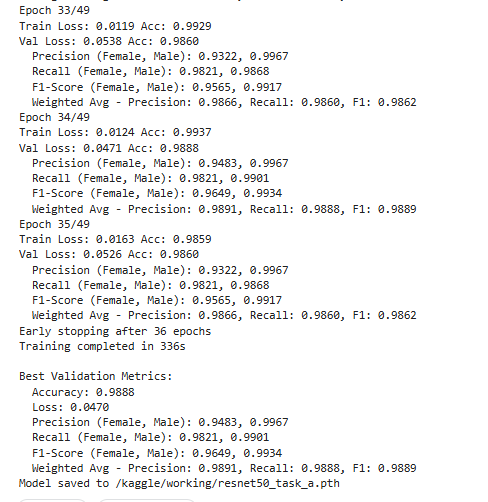 Epoch 33/49
Train Loss: 0.0119 Acc: 0.9929
Val Loss: 0.0538 Acc: 0.9860
  Precision (Female, Male): 0.9322, 0.9967
  Recall (Female, Male): 0.9821, 0.9868
  F1-Score (Female, Male): 0.9565, 0.9917
  Weighted Avg - Precision: 0.9866, Recall: 0.9860, F1: 0.9862
Epoch 34/49
Train Loss: 0.0124 Acc: 0.9937
Val Loss: 0.0471 Acc: 0.9888
  Precision (Female, Male): 0.9483, 0.9967
  Recall (Female, Male): 0.9821, 0.9901
  F1-Score (Female, Male): 0.9649, 0.9934
  Weighted Avg - Precision: 0.9891, Recall: 0.9888, F1: 0.9889
Epoch 35/49
Train Loss: 0.0163 Acc: 0.9859
Val Loss: 0.0526 Acc: 0.9860
  Precision (Female, Male): 0.9322, 0.9967
  Recall (Female, Male): 0.9821, 0.9868
  F1-Score (Female, Male): 0.9565, 0.9917
  Weighted Avg - Precision: 0.9866, Recall: 0.9860, F1: 0.9862
Early stopping after 36 epochs
Training completed in 336s

Best Validation Metrics:
  Accuracy: 0.9888
  Loss: 0.0470
  Precision (Female, Male): 0.9483, 0.9967
  Recall (Female, Male): 0.9821, 0.9901
  F1-Score (Female, Male): 0.9649, 0.9934
  Weighted Avg - Precision: 0.9891, Recall: 0.9888, F1: 0.9889
Model saved to /kaggle/working/resnet50_task_a.pth